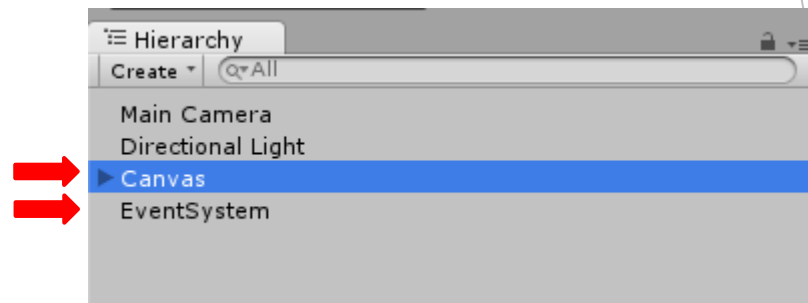 Hierarchy
Create All
Main Camera
Directional Light
Canvas
EventSystem